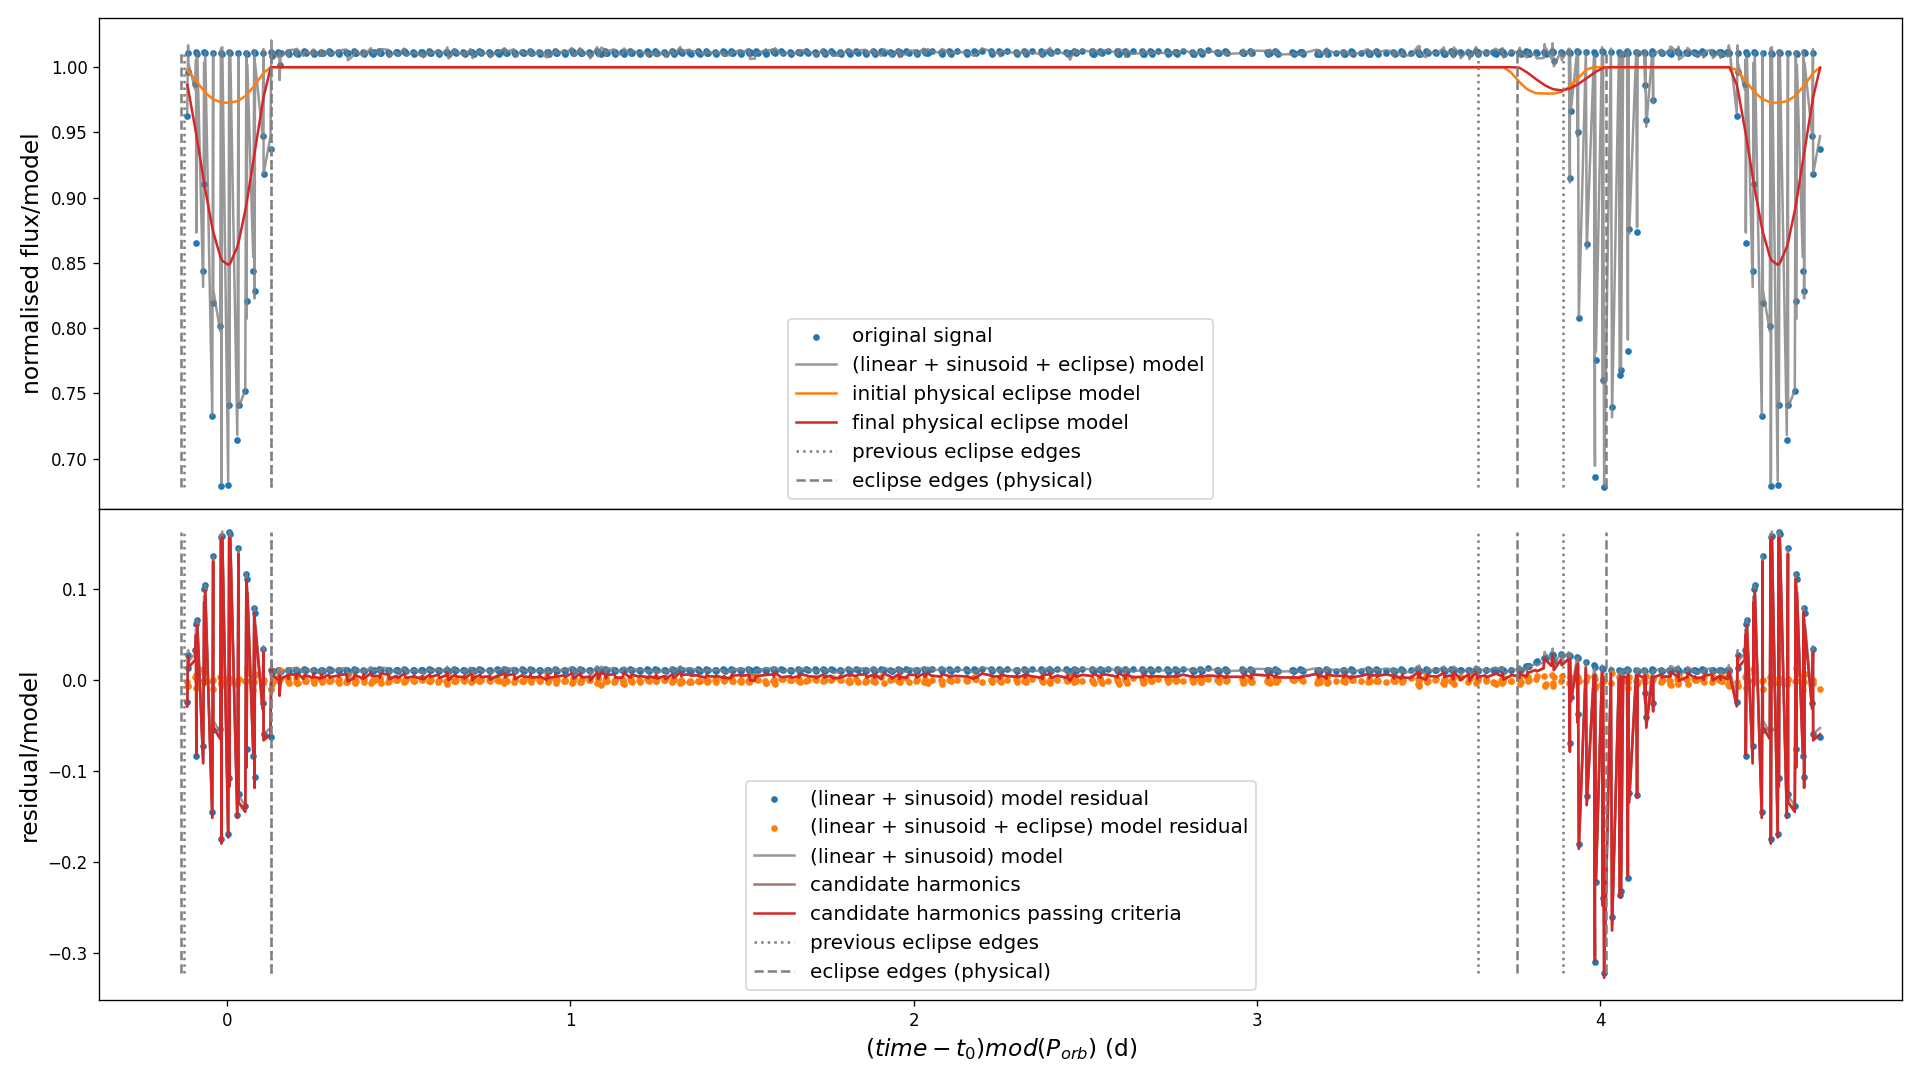 normalised flux/model
1.00
0.95
0.90
0.85
0.80
0.75
0.70
original signal
(linear + sinusoid + eclipse) model
initial physical eclipse model
final physical eclipse model
previous eclipse edges
eclipse edges (physical)
residual/model
0.1
0.0
−0.1
−0.2
−0.3
(linear + sinusoid) model residual
(linear + sinusoid + eclipse) model residual
(linear + sinusoid) model
candidate harmonics
candidate harmonics passing criteria
previous eclipse edges
eclipse edges (physical)
0 1 2 3 4
(time − t₀)mod(P_orb) (d)